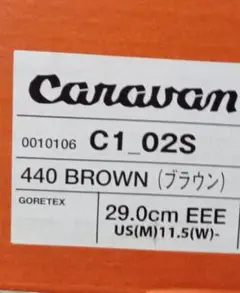 Caravan
0010106 C1_02S
440 BROWN (ブラウン)
GORETEX
29.0cm EEE
US(M)11.5(W)-